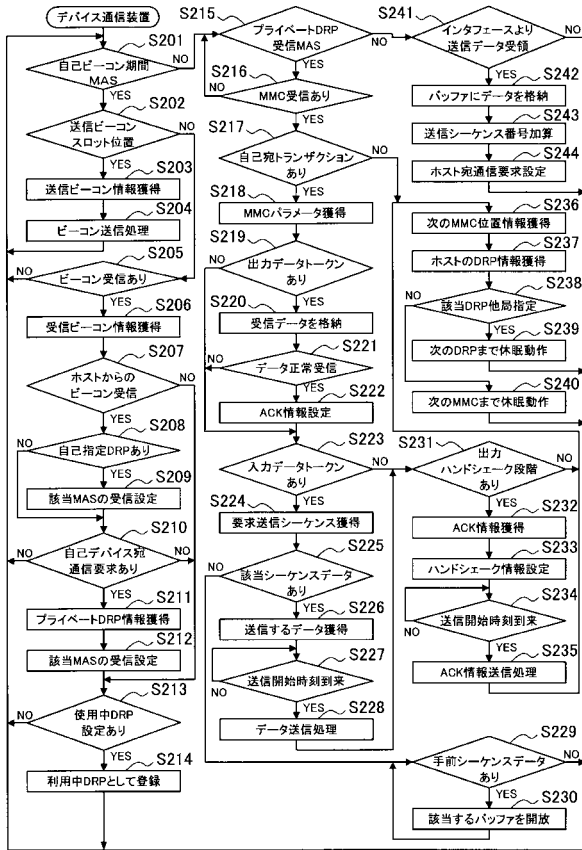 デバイス通信装置
S201
自己ビーコン期間
MAS
NO
YES
S202
送信ビーコン
スロット位置
NO
YES
S203
送信ビーコン情報獲得
S204
ビーコン送信処理
S205
NO
ビーコン受信あり
YES
S206
受信ビーコン情報獲得
S207
ホストからの
ビーコン受信
NO
YES
S208
NO
自己指定DRPあり
YES
S209
該当MASの受信設定
S210
NO
自己デバイス宛
通信要求あり
NO
YES
S211
プライベートDRP情報獲得
S212
該当MASの受信設定
S213
NO
使用中DRP
設定あり
YES
S214
利用中DRPとして登録
S215
プライベートDRP
受信MAS
NO
YES
S216
NO
MMC受信あり
YES
S217
自己宛トランザクション
あり
NO
YES
S218
MMCパラメータ獲得
S219
出力データトークン
あり
NO
YES
S220
受信データを格納
S221
データ正常受信
NO
YES
S222
ACK情報設定
S223
入力データトークン
あり
NO
YES
S224
要求送信シーケンス獲得
S225
該当シーケンスデータ
あり
NO
YES
S226
送信するデータ獲得
S227
送信開始時刻到来
NO
YES
S228
データ送信処理
S241
インタフェースより
送信データ受領
NO
YES
S242
バッファにデータを格納
S243
送信シーケンス番号加算
S244
ホスト宛通信要求設定
S236
次のMMC位置情報獲得
S237
ホストのDRP情報獲得
S238
該当DRP他局指定
NO
YES
S239
次のDRPまで休眠動作
S240
次のMMCまで休眠動作
S231
出力
ハンドシェーク段階
あり
NO
YES
S232
ACK情報獲得
S233
ハンドシェーク情報設定
S234
送信開始時刻到来
NO
YES
S235
ACK情報送信処理
S229
手前シーケンスデータ
あり
NO
YES
S230
該当するバッファを開放